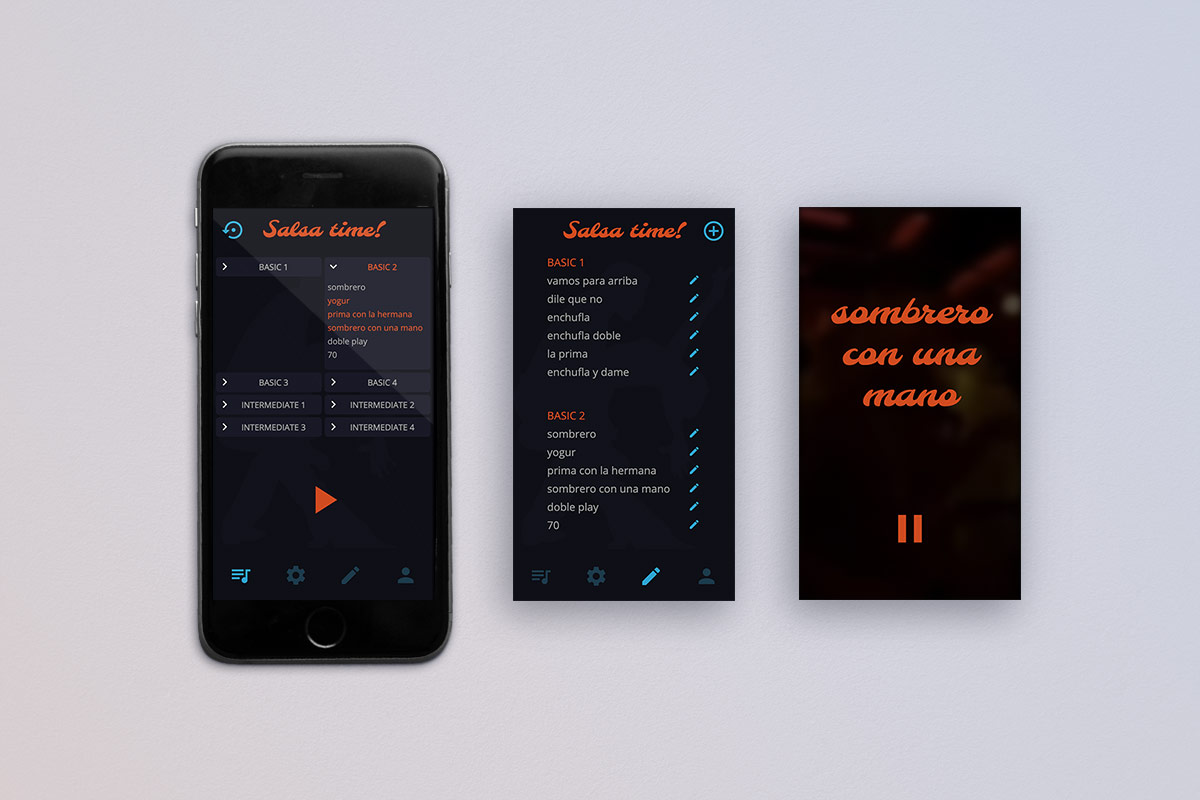 Salsa time!
BASIC 1
BASIC 2
sombrero
yogur
prima con la hermana
sombrero con una mano
doble play
70
BASIC 3
BASIC 4
INTERMEDIATE 1
INTERMEDIATE 2
INTERMEDIATE 3
INTERMEDIATE 4
Salsa time!
BASIC 1
vamos para arriba
dile que no
enchufla
enchufla doble
la prima
enchufla y dame
BASIC 2
sombrero
yogur
prima con la hermana
sombrero con una mano
doble play
70
sombrero
con una
mano